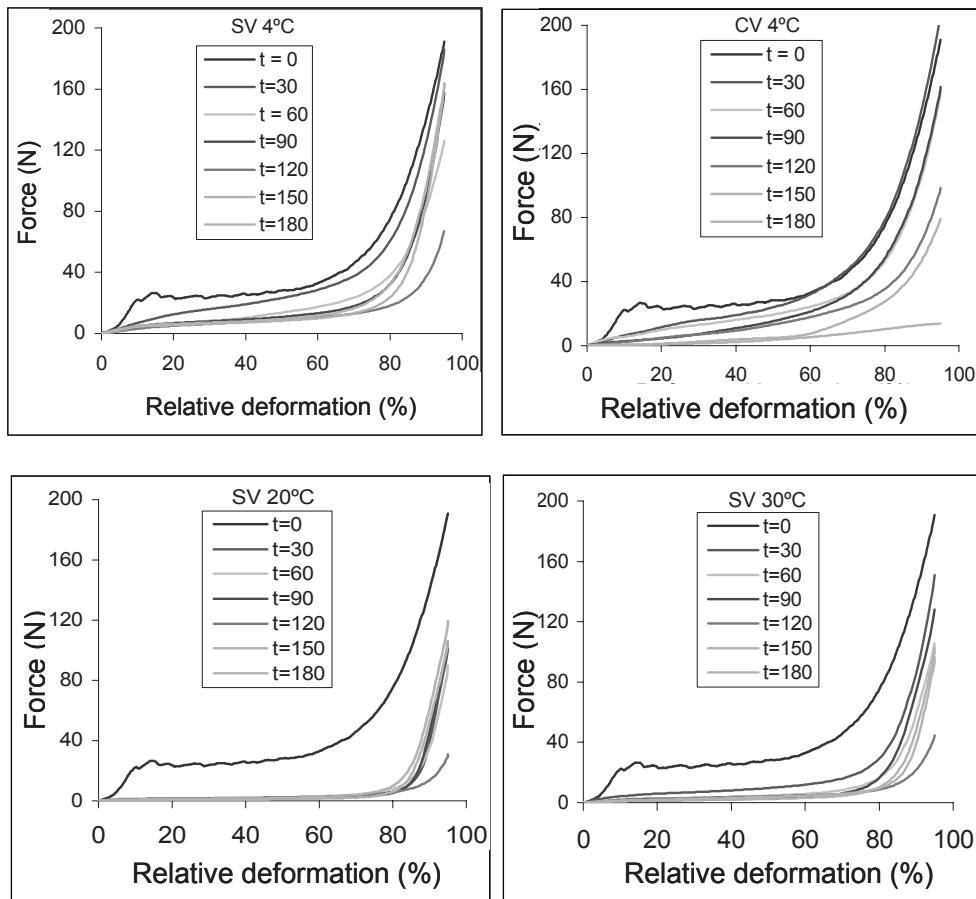 SV 4ºC
200
160
120
80
40
0
Force (N)
t = 0
t=30
t = 60
t=90
t=120
t=150
t=180
0 20 40 60 80 100
Relative deformation (%)
CV 4ºC
200
160
120
80
40
0
Force (N)
t = 0
t=30
t=60
t=90
t=120
t=150
t=180
0 20 40 60 80 100
Relative deformation (%)
SV 20ºC
200
160
120
80
40
0
Force (N)
t=0
t=30
t=60
t=90
t=120
t=150
t=180
0 20 40 60 80 100
Relative deformation (%)
SV 30ºC
200
160
120
80
40
0
Force (N)
t=0
t=30
t=60
t=90
t=120
t=150
t=180
0 20 40 60 80 100
Relative deformation (%)